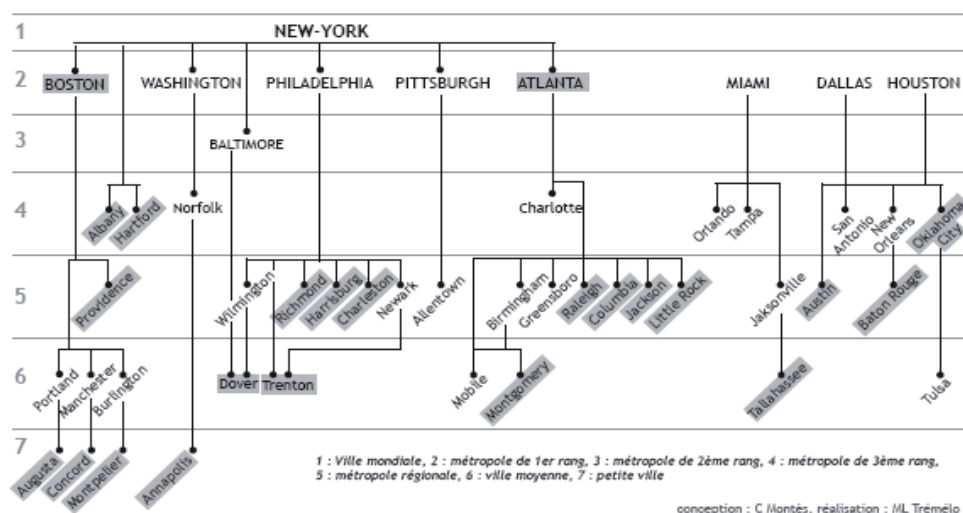 1 NEW-YORK
2 BOSTON WASHINGTON PHILADELPHIA PITTSBURGH ATLANTA MIAMI DALLAS HOUSTON
3 BALTIMORE
4 Albany Hartford Norfolk Charlotte Orlando Tampa San Antonio New Orleans Oklahoma City
5 Providence Wilmington Richmond Harrisburg Charleston Newark Allentown Birmingham Greensboro Raleigh Columbia Jackson Little Rock Jaksonville Austin Baton Rouge
6 Portland Manchester Burlington Dover Trenton Mobile Montgomery Tallahassee Tulsa
7 Augusta Concord Montpelier Annapolis
1 : Ville mondiale, 2 : métropole de 1er rang, 3 : métropole de 2ème rang, 4 : métropole de 3ème rang,
5 : métropole régionale, 6 : ville moyenne, 7 : petite ville
conception : C Montès, réalisation : ML Trémélo